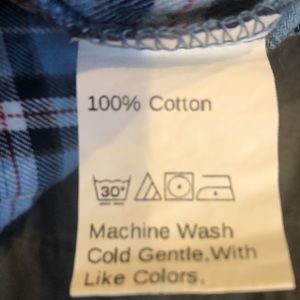 100% Cotton
30°
Machine Wash
Cold Gentle,With
Like Colors,